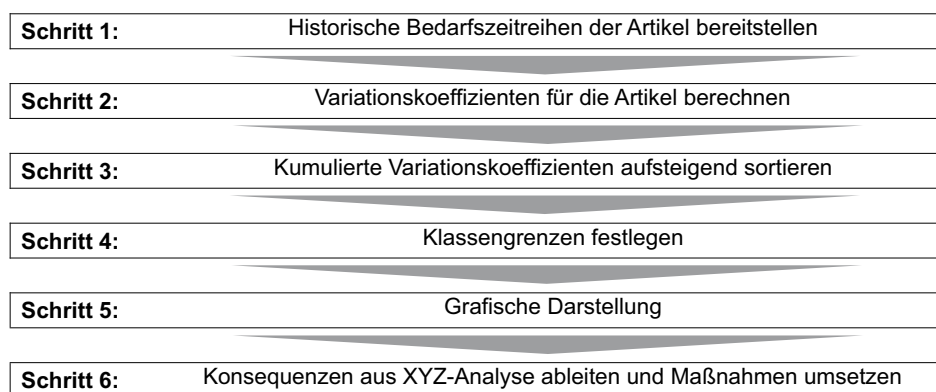 Schritt 1: Historische Bedarfszeitreihen der Artikel bereitstellen
Schritt 2: Variationskoeffizienten für die Artikel berechnen
Schritt 3: Kumulierte Variationskoeffizienten aufsteigend sortieren
Schritt 4: Klassengrenzen festlegen
Schritt 5: Grafische Darstellung
Schritt 6: Konsequenzen aus XYZ-Analyse ableiten und Maßnahmen umsetzen